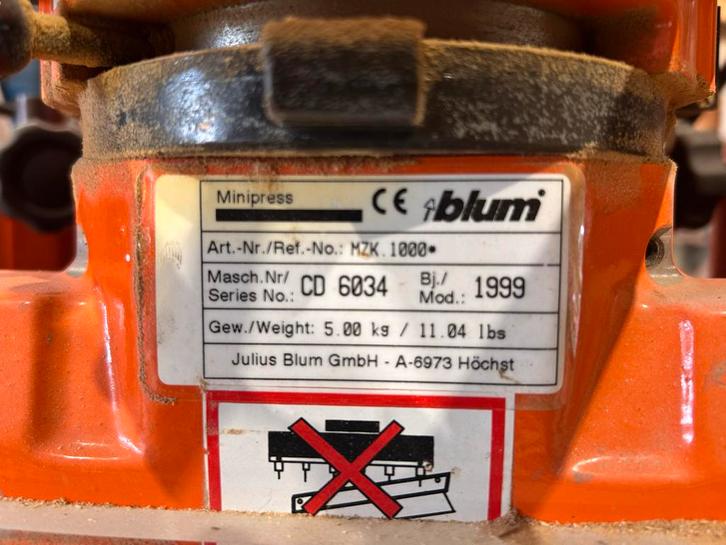 Minipress CE blum
Art.-Nr./Ref.-No.: MZK.1000*
Masch.Nr/ Series No.: CD 6034 Bj./ Mod.: 1999
Gew./Weight: 5.00 kg / 11.04 lbs
Julius Blum GmbH - A-6973 Höchst